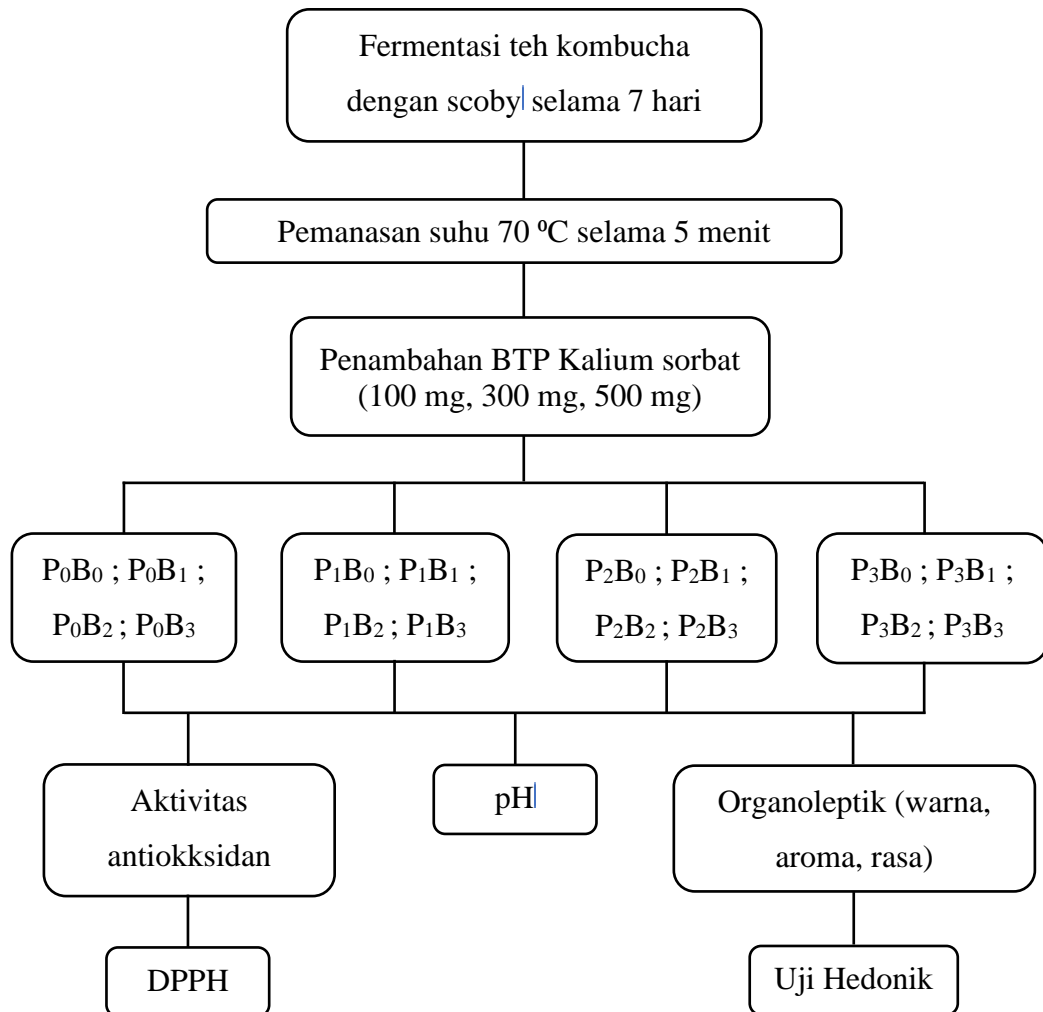 Fermentasi teh kombucha
dengan scoby selama 7 hari
Pemanasan suhu 70 ⁰C selama 5 menit
Penambahan BTP Kalium sorbat
(100 mg, 300 mg, 500 mg)
P₀B₀ ; P₀B₁ ;
P₀B₂ ; P₀B₃
P₁B₀ ; P₁B₁ ;
P₁B₂ ; P₁B₃
P₂B₀ ; P₂B₁ ;
P₂B₂ ; P₂B₃
P₃B₀ ; P₃B₁ ;
P₃B₂ ; P₃B₃
Aktivitas
antiokksidan
pH
Organoleptik (warna,
aroma, rasa)
DPPH
Uji Hedonik